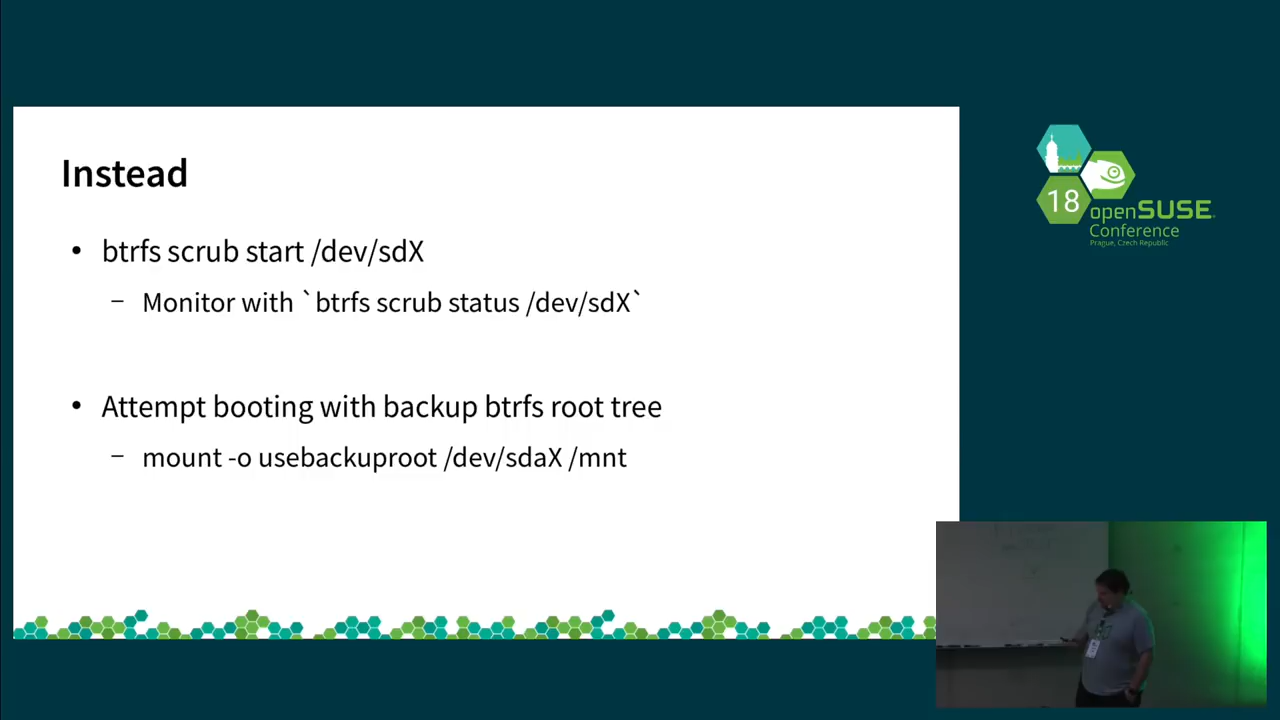 Instead
• btrfs scrub start /dev/sdX
– Monitor with `btrfs scrub status /dev/sdX`
• Attempt booting with backup btrfs root tree
– mount -o usebackuproot /dev/sdaX /mnt
18
openSUSE
Conference
Prague, Czech Republic